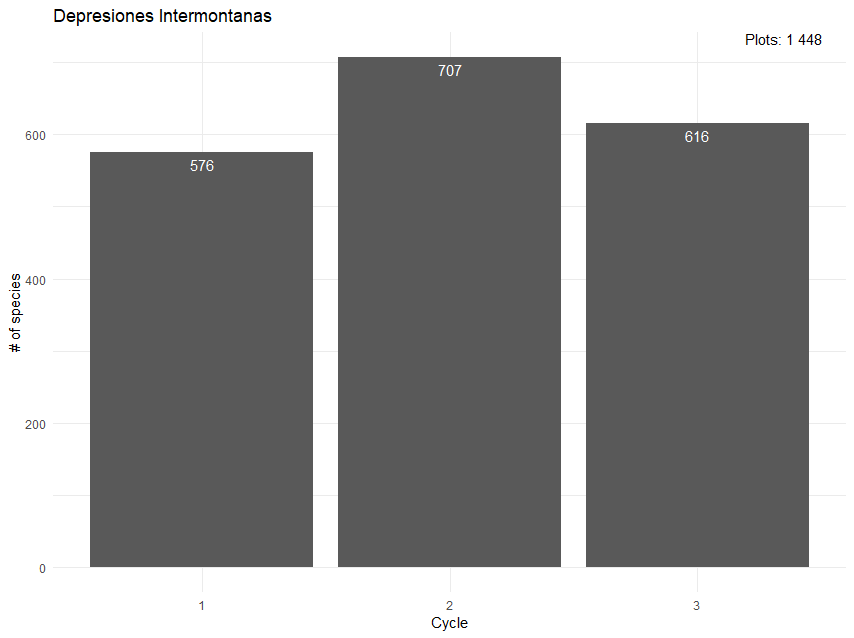 Depresiones Intermontanas
Plots: 1 448
707
616
576
600
400
200
0
# of species
1
2
3
Cycle